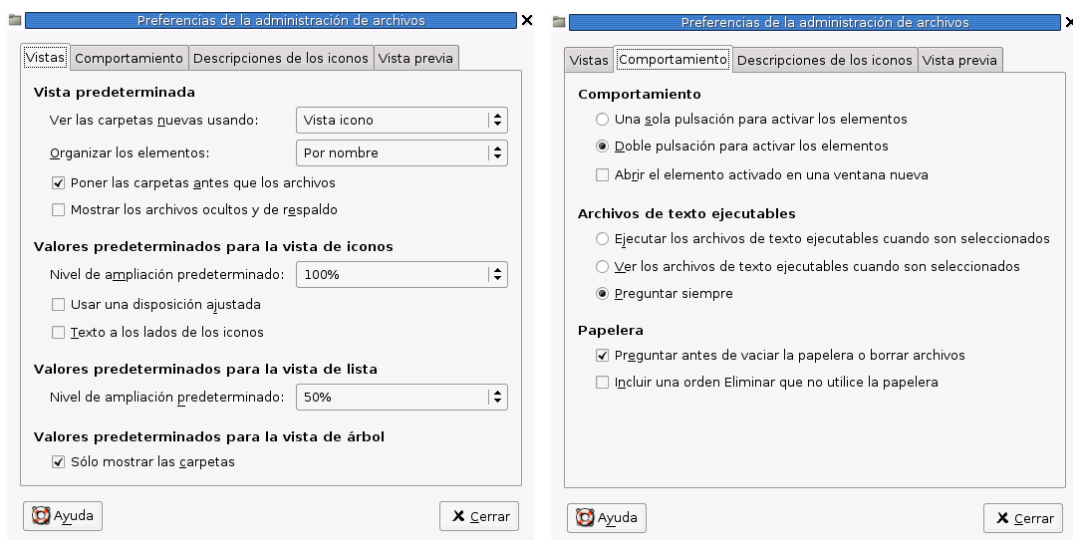 Preferencias de la administración de archivos
Vistas Comportamiento Descripciones de los iconos Vista previa
Vista predeterminada
Ver las carpetas nuevas usando: Vista icono
Organizar los elementos: Por nombre
Poner las carpetas antes que los archivos
Mostrar los archivos ocultos y de respaldo
Valores predeterminados para la vista de iconos
Nivel de ampliación predeterminado: 100%
Usar una disposición ajustada
Texto a los lados de los iconos
Valores predeterminados para la vista de lista
Nivel de ampliación predeterminado: 50%
Valores predeterminados para la vista de árbol
Sólo mostrar las carpetas
Ayuda Cerrar
Preferencias de la administración de archivos
Vistas Comportamiento Descripciones de los iconos Vista previa
Comportamiento
Una sola pulsación para activar los elementos
Doble pulsación para activar los elementos
Abrir el elemento activado en una ventana nueva
Archivos de texto ejecutables
Ejecutar los archivos de texto ejecutables cuando son seleccionados
Ver los archivos de texto ejecutables cuando son seleccionados
Preguntar siempre
Papelera
Preguntar antes de vaciar la papelera o borrar archivos
Incluir una orden Eliminar que no utilice la papelera
Ayuda Cerrar